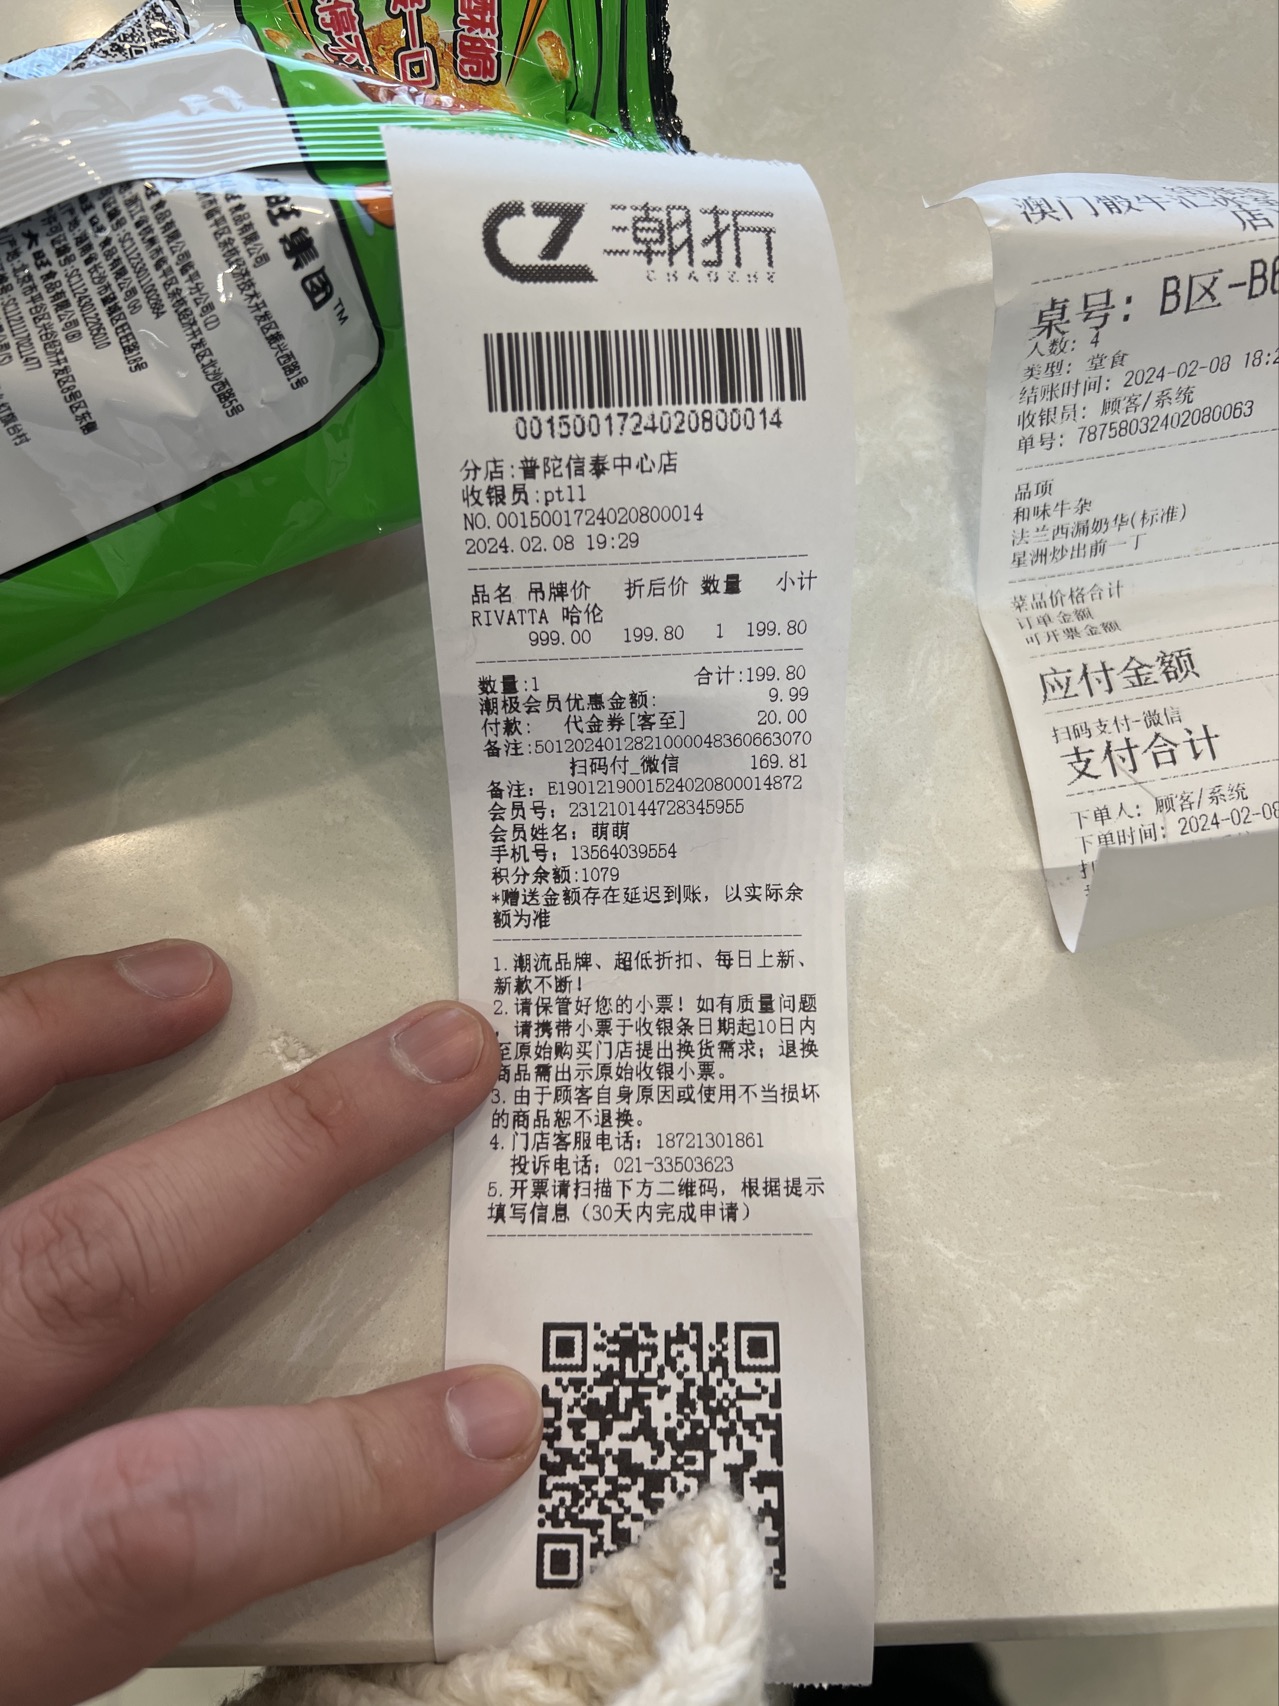 酥脆
一口
停不
旺集团™
潮折
CHAOZHE
0015001724020800014
分店:普陀信泰中心店
收银员:pt11
NO.0015001724020800014
2024.02.08 19:29
品名 吊牌价 折后价 数量 小计
RIVATTA 哈伦
999.00 199.80 1 199.80
数量:1 合计:199.80
潮极会员优惠金额: 9.99
付款: 代金券[客至] 20.00
备注:5012024012821000048360663070
扫码付_微信 169.81
备注: E1901219001524020800014872
会员号: 231210144728345955
会员姓名: 萌萌
手机号: 13564039554
积分余额:1079
*赠送金额存在延迟到账, 以实际余
额为准
1.潮流品牌、超低折扣、每日上新、
新款不断!
2.请保管好您的小票! 如有质量问题
, 请携带小票于收银条日期起10日内
至原始购买门店提出换货需求; 退换
商品需出示原始收银小票。
3.由于顾客自身原因或使用不当损坏
的商品恕不退换。
4.门店客服电话: 18721301861
投诉电话: 021-33503623
5.开票请扫描下方二维码, 根据提示
填写信息（30天内完成申请）
店
桌号: B区-B
人数: 4
类型: 堂食
结账时间: 2024-02-08 18:2
收银员: 顾客/系统
单号: 78758032402080063
品项
和味牛杂
法兰西漏奶华(标准)
星洲炒出前一丁
菜品价格合计
订单金额
可开票金额
应付金额
扫码支付-微信
支付合计
下单人: 顾客/系统
下单时间: 2024-02-08